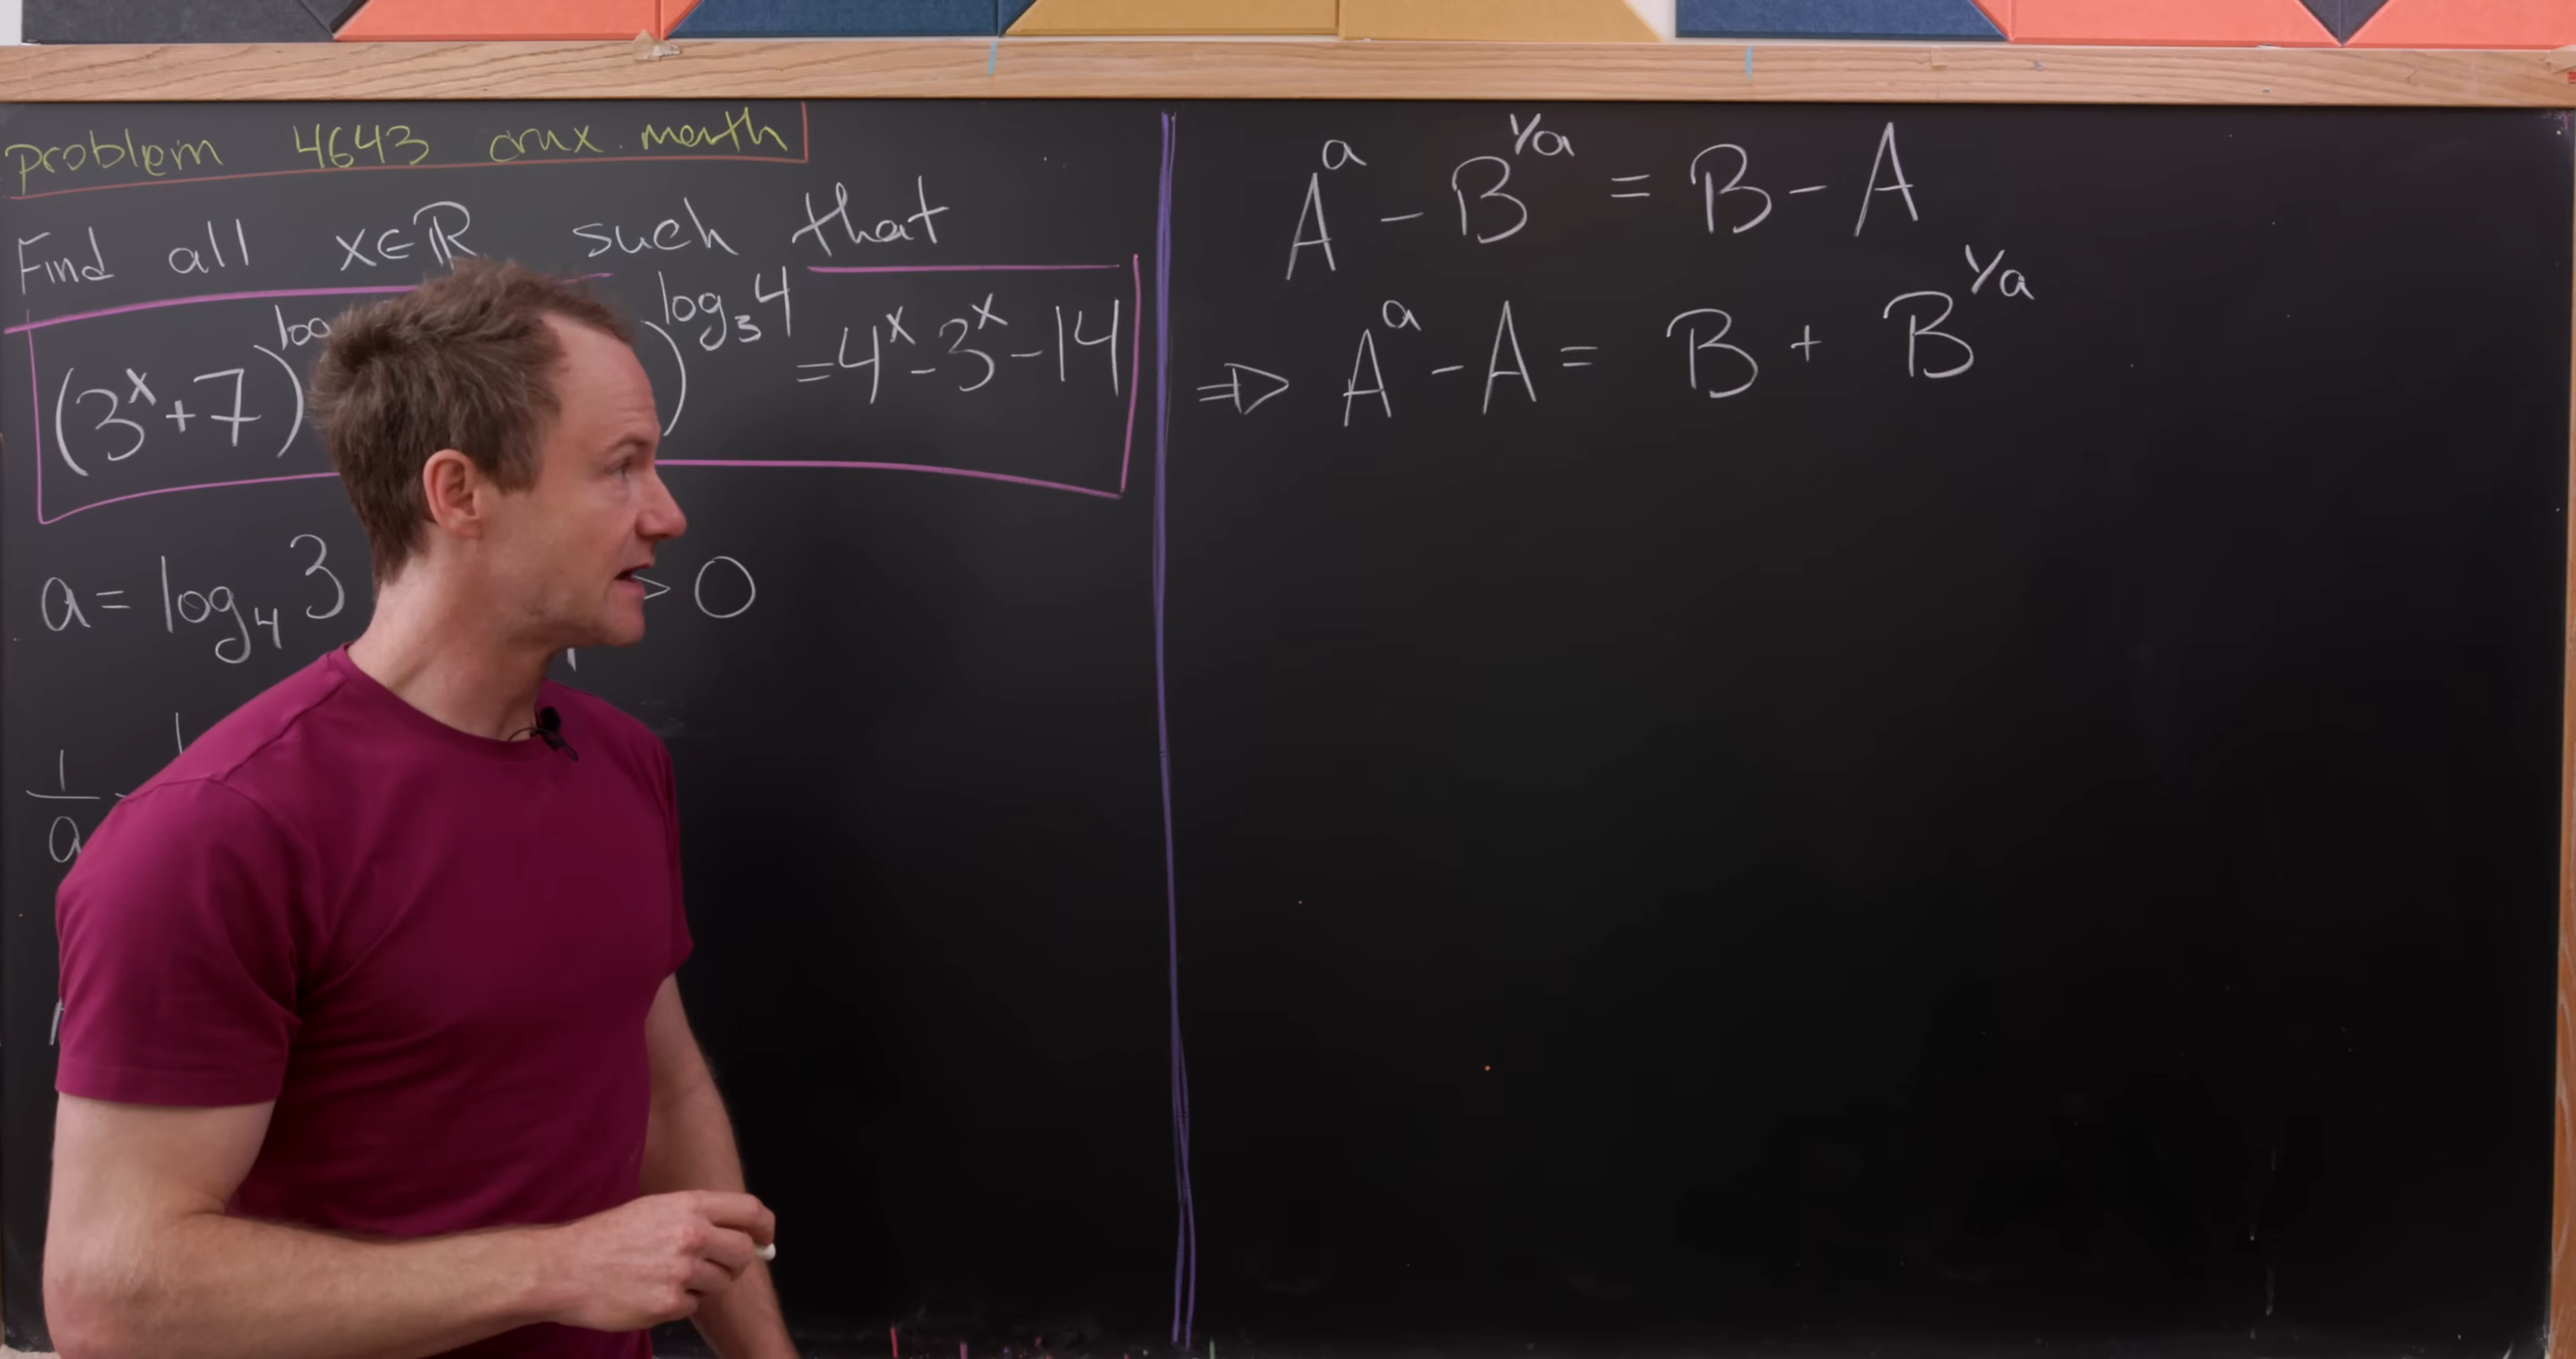 problem 4643 crux math
Find all x∈ℝ such that
(3^x+7) )^{log_3 4} = 4^x - 3^x - 14
a = log_4 3 > 0
1/a
A^a - B^{1/a} = B - A
⇒ A^a - A = B + B^{1/a}